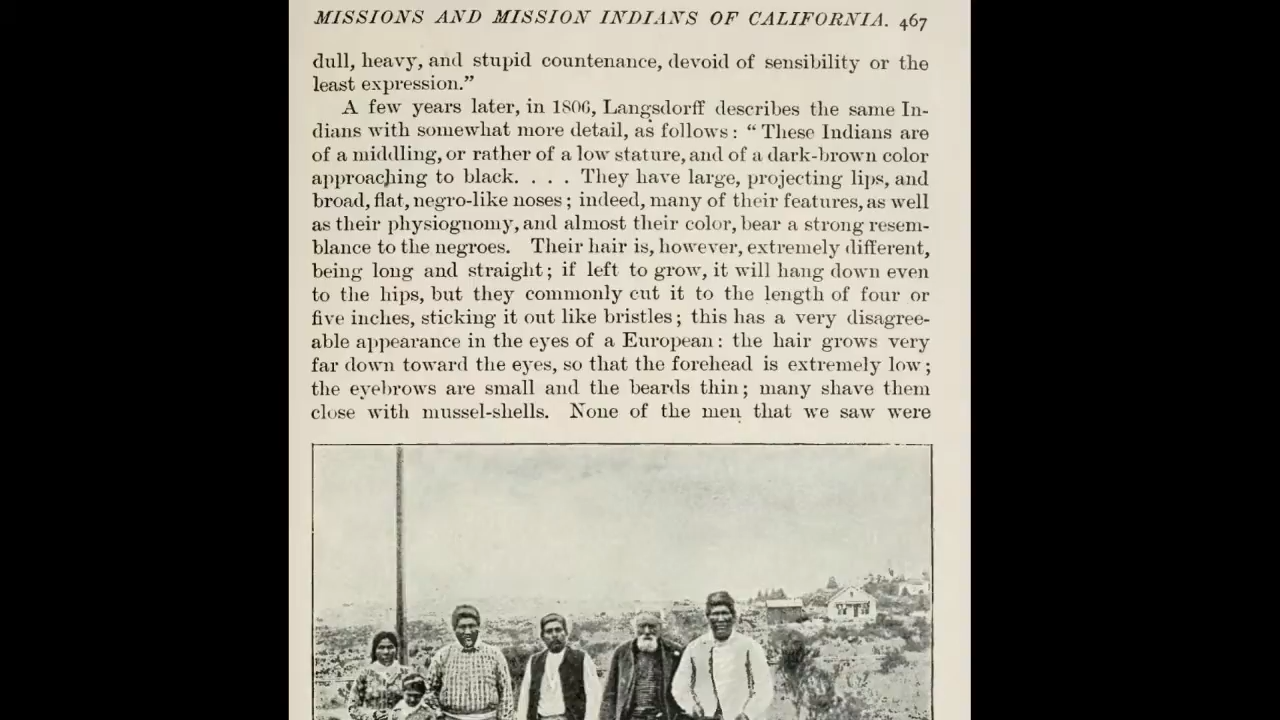 MISSIONS AND MISSION INDIANS OF CALIFORNIA. 467
dull, heavy, and stupid countenance, devoid of sensibility or the
least expression.”
A few years later, in 1806, Langsdorff describes the same In-
dians with somewhat more detail, as follows: “These Indians are
of a middling, or rather of a low stature, and of a dark-brown color
approaching to black. . . . They have large, projecting lips, and
broad, flat, negro-like noses; indeed, many of their features, as well
as their physiognomy, and almost their color, bear a strong resem-
blance to the negroes. Their hair is, however, extremely different,
being long and straight; if left to grow, it will hang down even
to the hips, but they commonly cut it to the length of four or
five inches, sticking it out like bristles; this has a very disagree-
able appearance in the eyes of a European: the hair grows very
far down toward the eyes, so that the forehead is extremely low;
the eyebrows are small and the beards thin; many shave them
close with mussel-shells. None of the men that we saw were